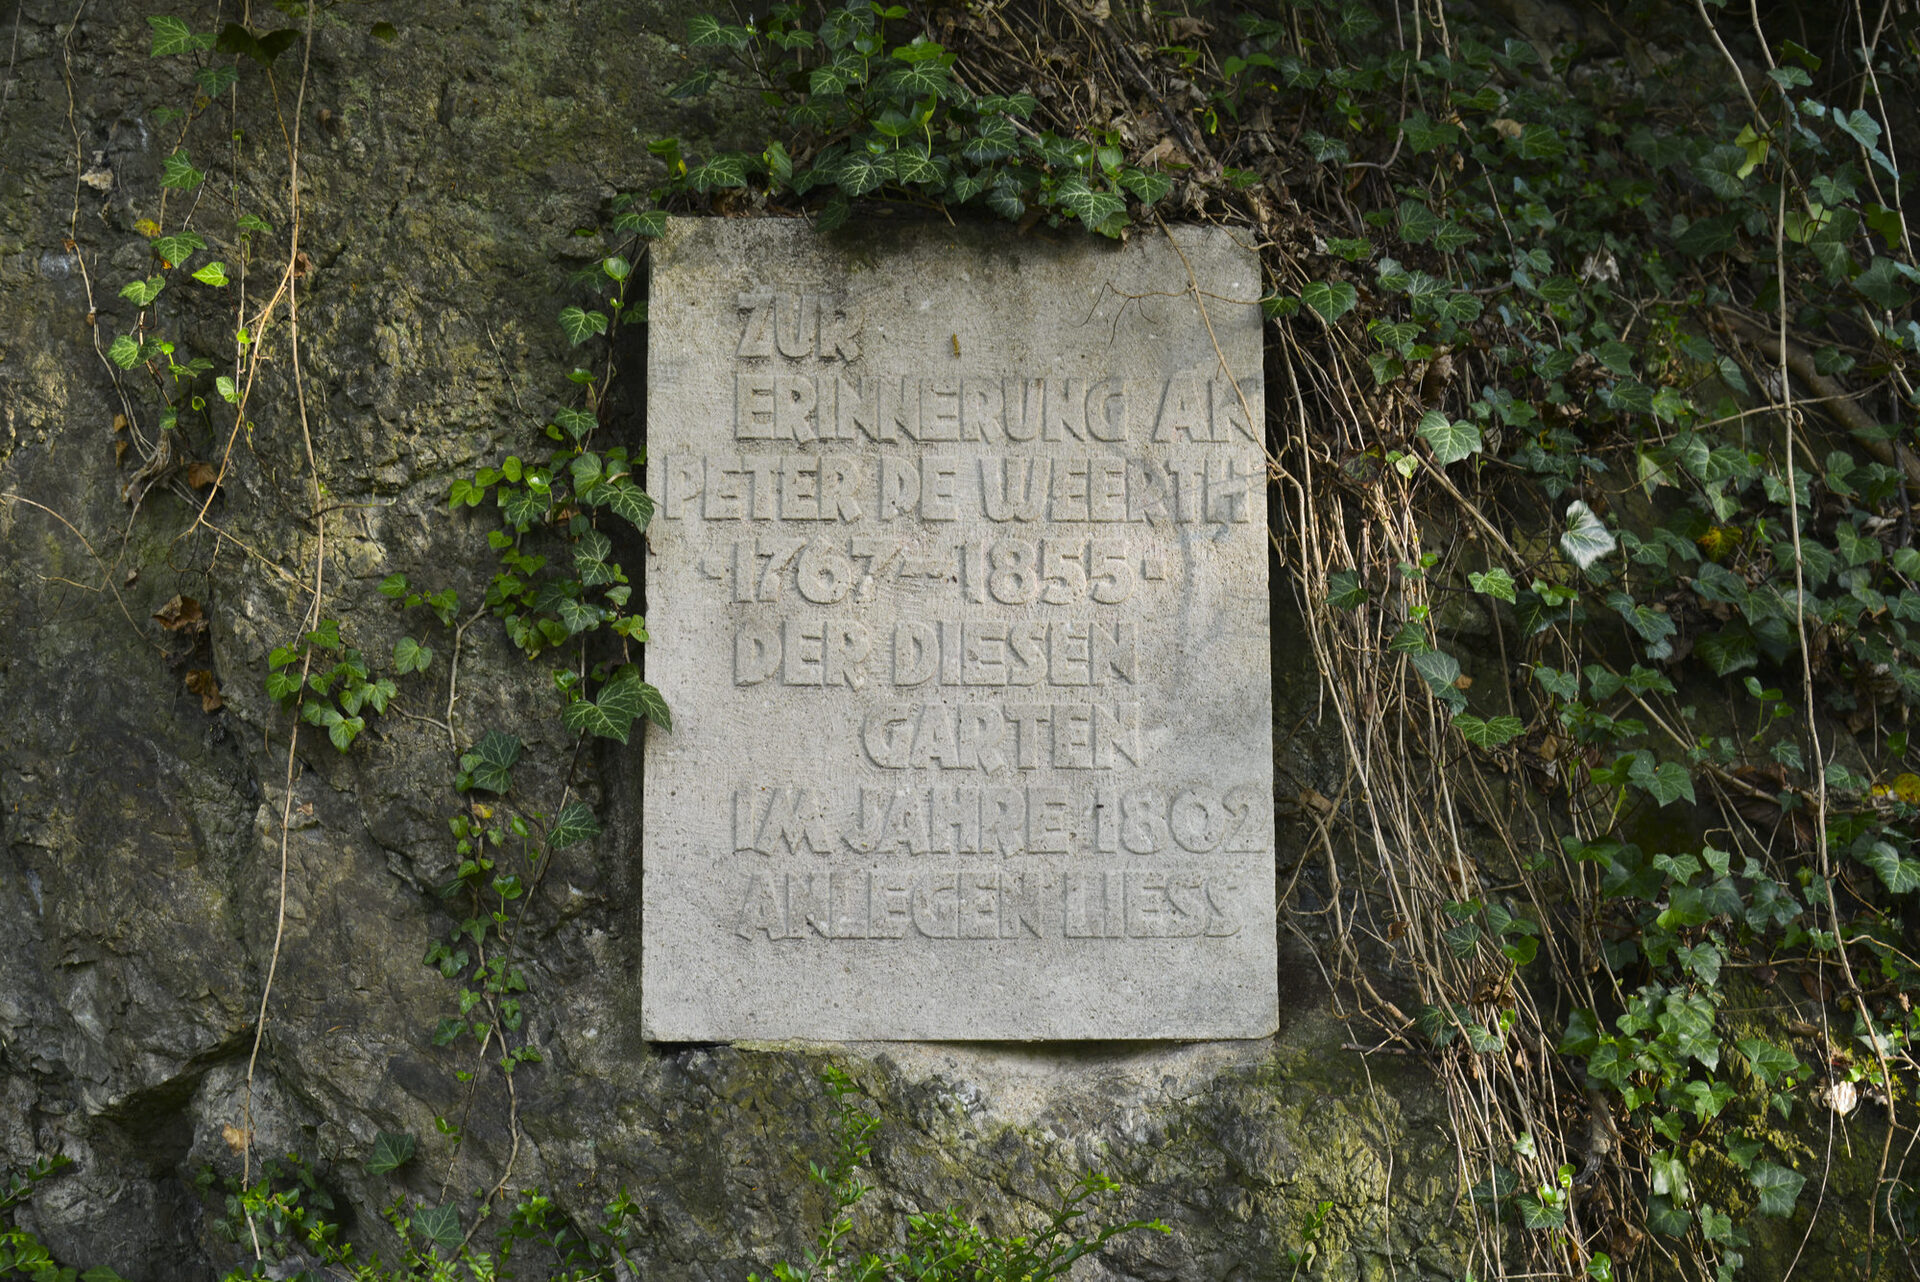 ZUR
ERINNERUNG AN
PETER DE WEERTH
·1767–1855·
DER DIESEN
GARTEN
IM JAHRE 1802
ANLEGEN LIESS